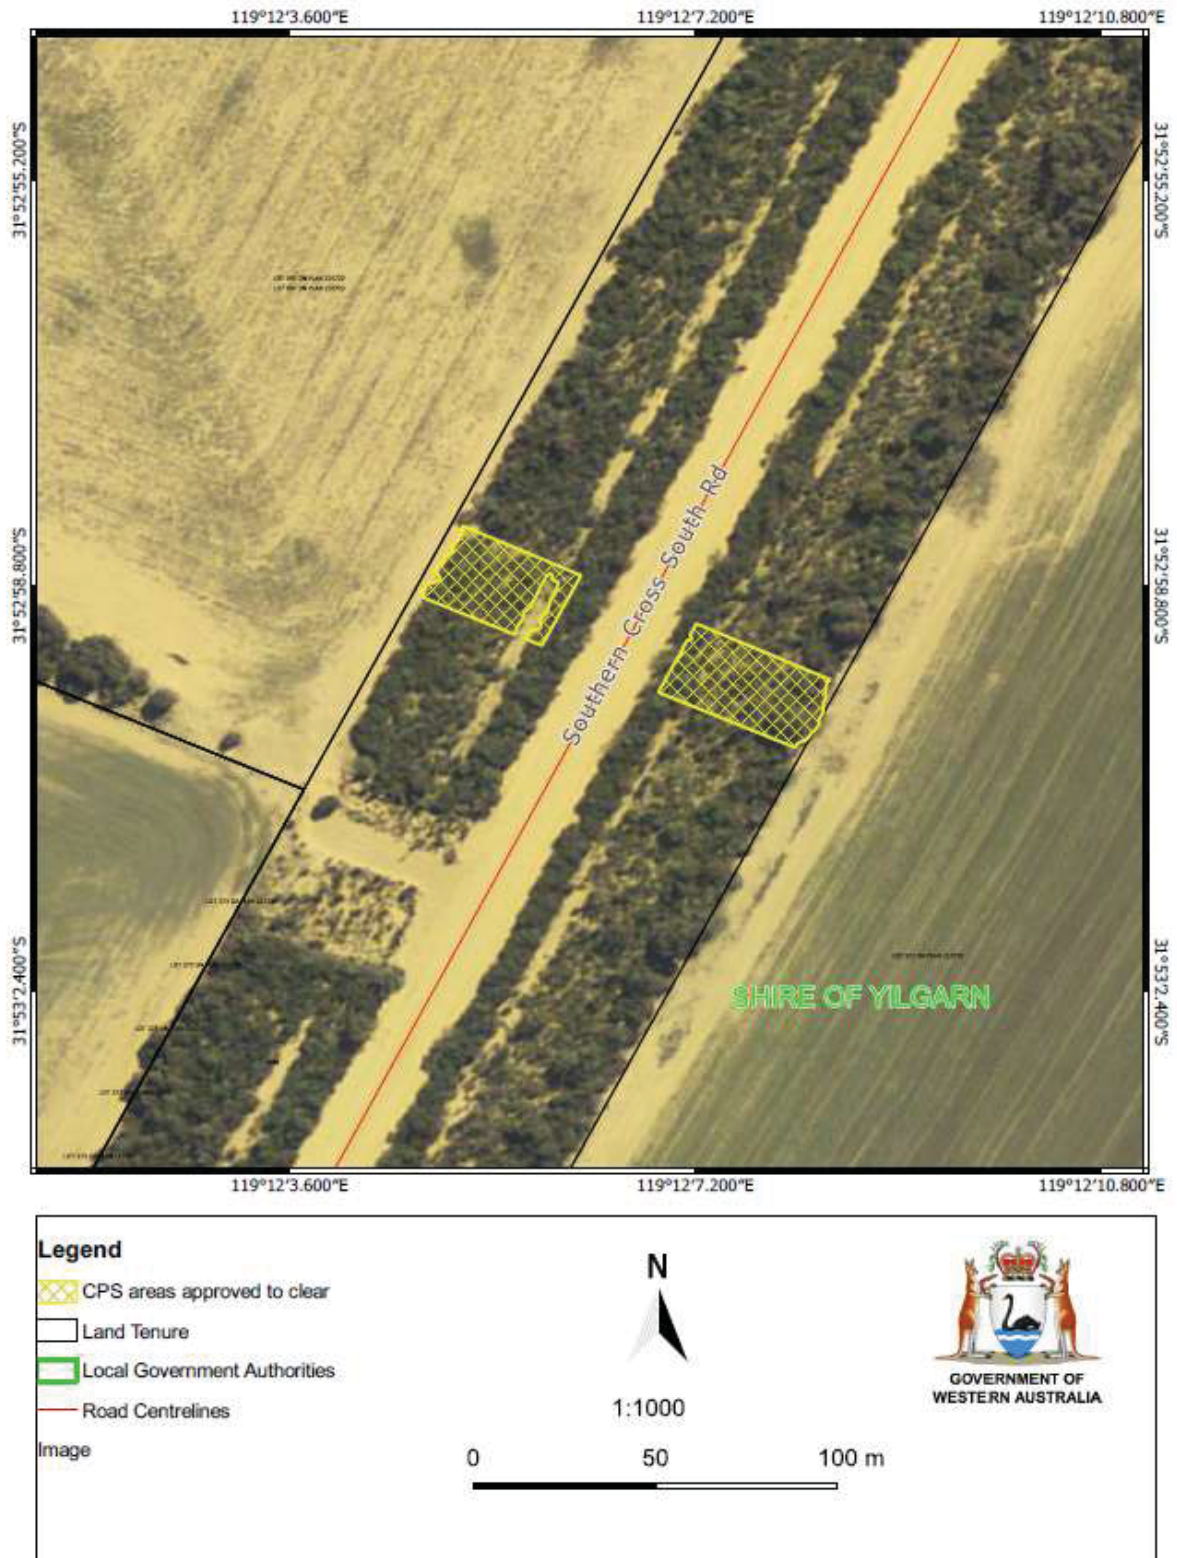 119°12'3.600"E
119°12'7.200"E
119°12'10.800"E
31°52'55.200"S
31°52'55.200"S
31°52'58.800"S
31°52'58.800"S
Southern Cross South Rd
SHIRE OF YILGARN
31°53'2.400"S
31°53'2.400"S
119°12'3.600"E
119°12'7.200"E
119°12'10.800"E
Legend
CPS areas approved to clear
Land Tenure
Local Government Authorities
Road Centrelines
Image
N
1:1000
0 50 100 m
GOVERNMENT OF
WESTERN AUSTRALIA